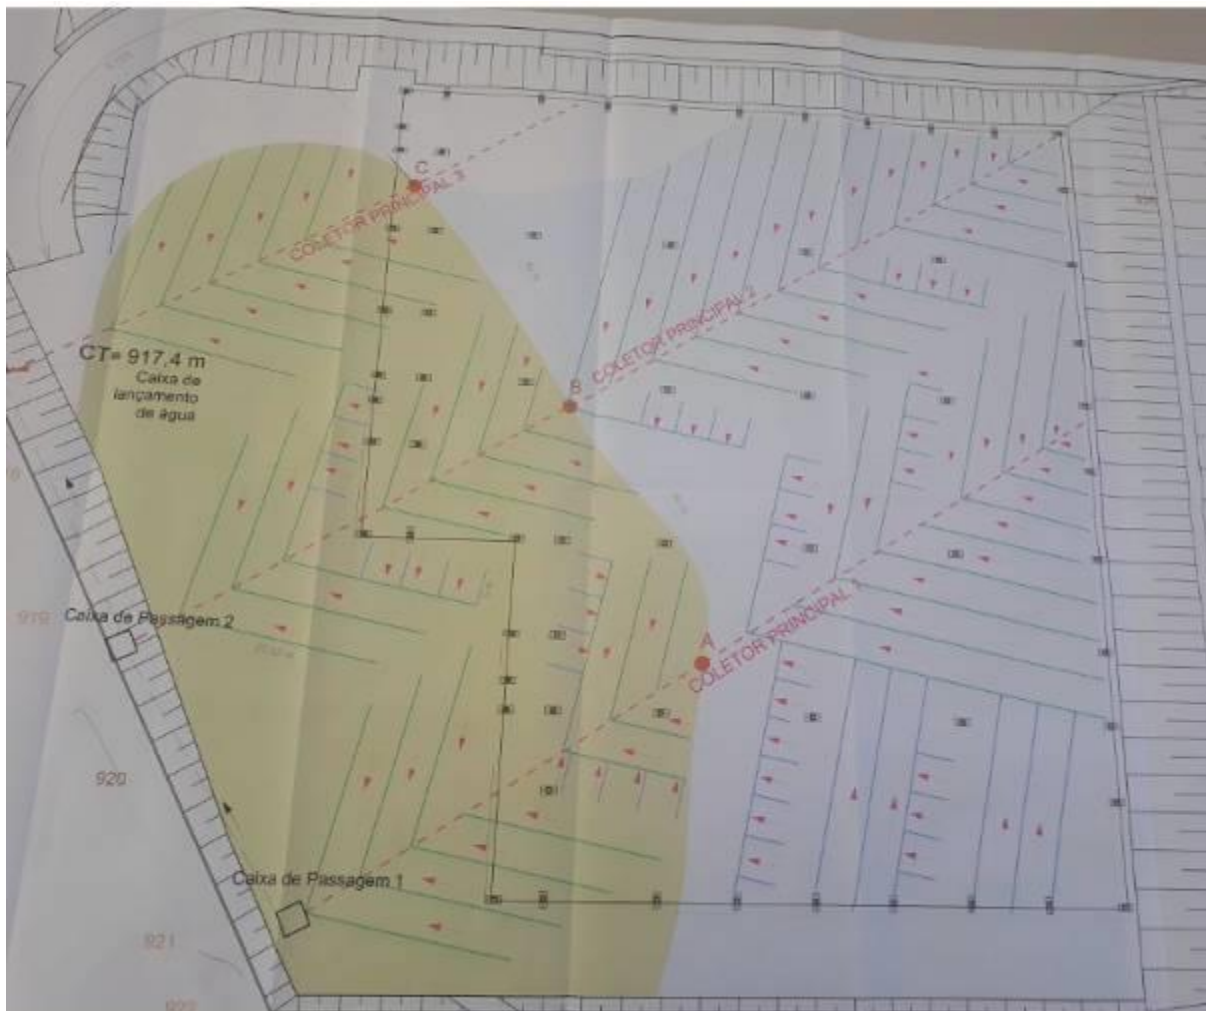 C
COLETOR PRINCIPAL 3
COLETOR PRINCIPAL 2
B
CT= 917,4 m
Caixa de
lançamento
de água
A
COLETOR PRINCIPAL 1
Caixa de Passagem 2
919
920
Caixa de Passagem 1
921
922